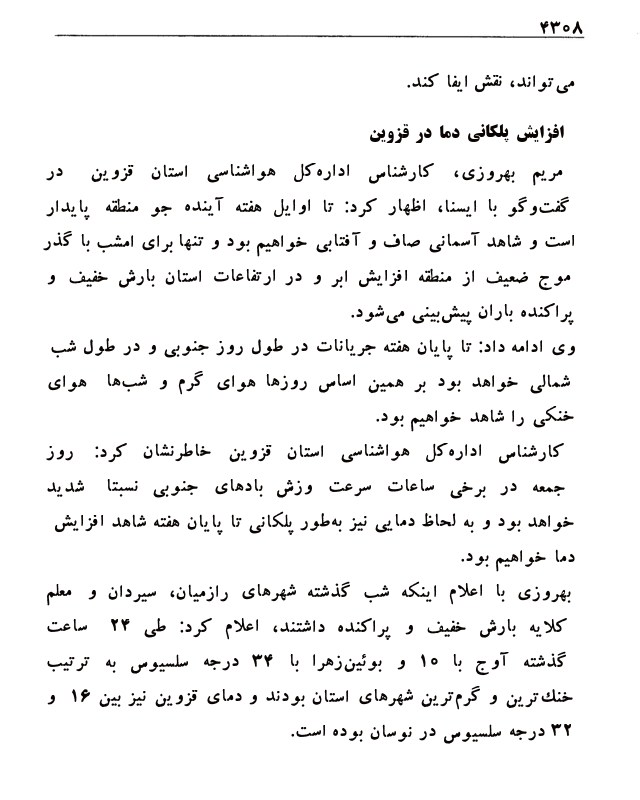 ۴۳۰۸
می‌تواند، نقش ایفا کند.
افزایش پلکانی دما در قزوین
مریم بهروزی، کارشناس اداره‌کل هواشناسی استان قزوین در
گفت‌وگو با ایسنا، اظهار کرد: تا اوایل هفته آینده جو منطقه پایدار
است و شاهد آسمانی صاف و آفتابی خواهیم بود و تنها برای امشب با گذر
موج ضعیف از منطقه افزایش ابر و در ارتفاعات استان بارش خفیف و
پراکنده باران پیش‌بینی می‌شود.
وی ادامه داد: تا پایان هفته جریانات در طول روز جنوبی و در طول شب
شمالی خواهد بود بر همین اساس روزها هوای گرم و شب‌ها هوای
خنکی را شاهد خواهیم بود.
کارشناس اداره‌کل هواشناسی استان قزوین خاطرنشان کرد: روز
جمعه در برخی ساعات سرعت وزش بادهای جنوبی نسبتا شدید
خواهد بود و به لحاظ دمایی نیز به‌طور پلکانی تا پایان هفته شاهد افزایش
دما خواهیم بود.
بهروزی با اعلام اینکه شب گذشته شهرهای رازمیان، سیردان و معلم
کلایه بارش خفیف و پراکنده داشتند، اعلام کرد: طی ۲۴ ساعت
گذشته آوج با ۱۰ و بوئین‌زهرا با ۳۴ درجه سلسیوس به ترتیب
خنك‌ترین و گرم‌ترین شهرهای استان بودند و دمای قزوین نیز بین ۱۶ و
۳۲ درجه سلسیوس در نوسان بوده است.